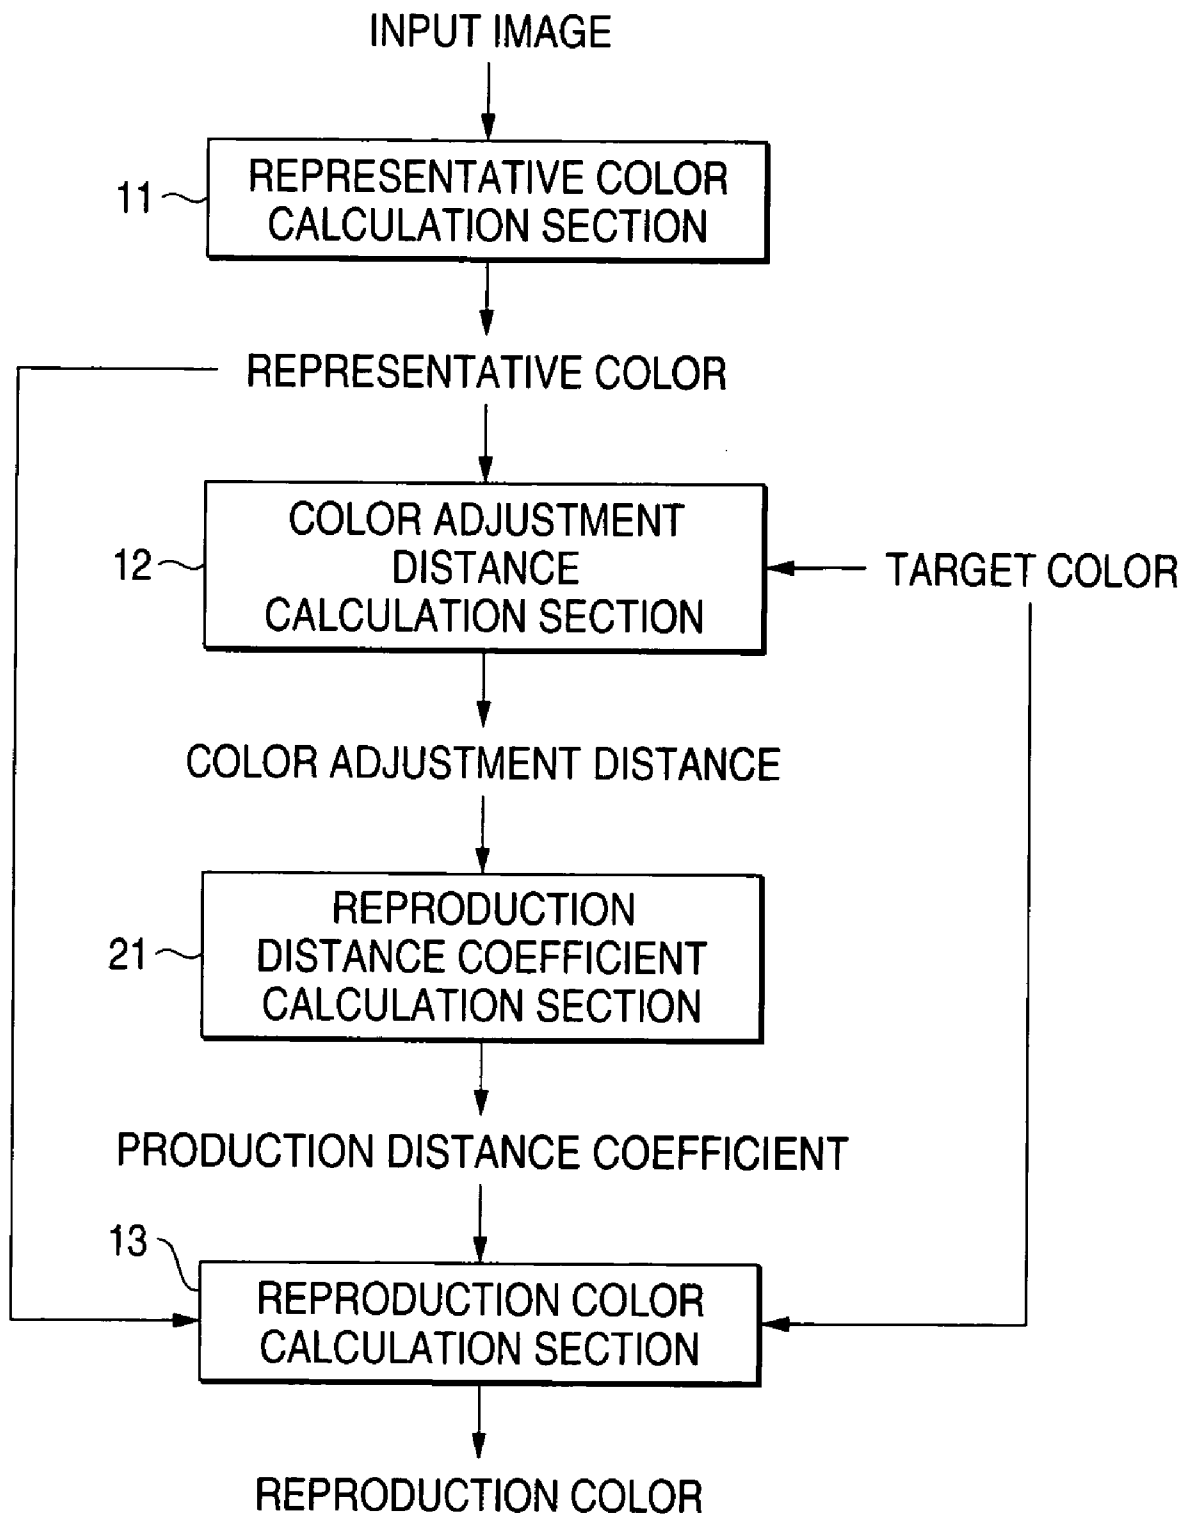 INPUT IMAGE
11
REPRESENTATIVE COLOR
CALCULATION SECTION
REPRESENTATIVE COLOR
12
COLOR ADJUSTMENT
DISTANCE
CALCULATION SECTION
TARGET COLOR
COLOR ADJUSTMENT DISTANCE
21
REPRODUCTION
DISTANCE COEFFICIENT
CALCULATION SECTION
PRODUCTION DISTANCE COEFFICIENT
13
REPRODUCTION COLOR
CALCULATION SECTION
REPRODUCTION COLOR